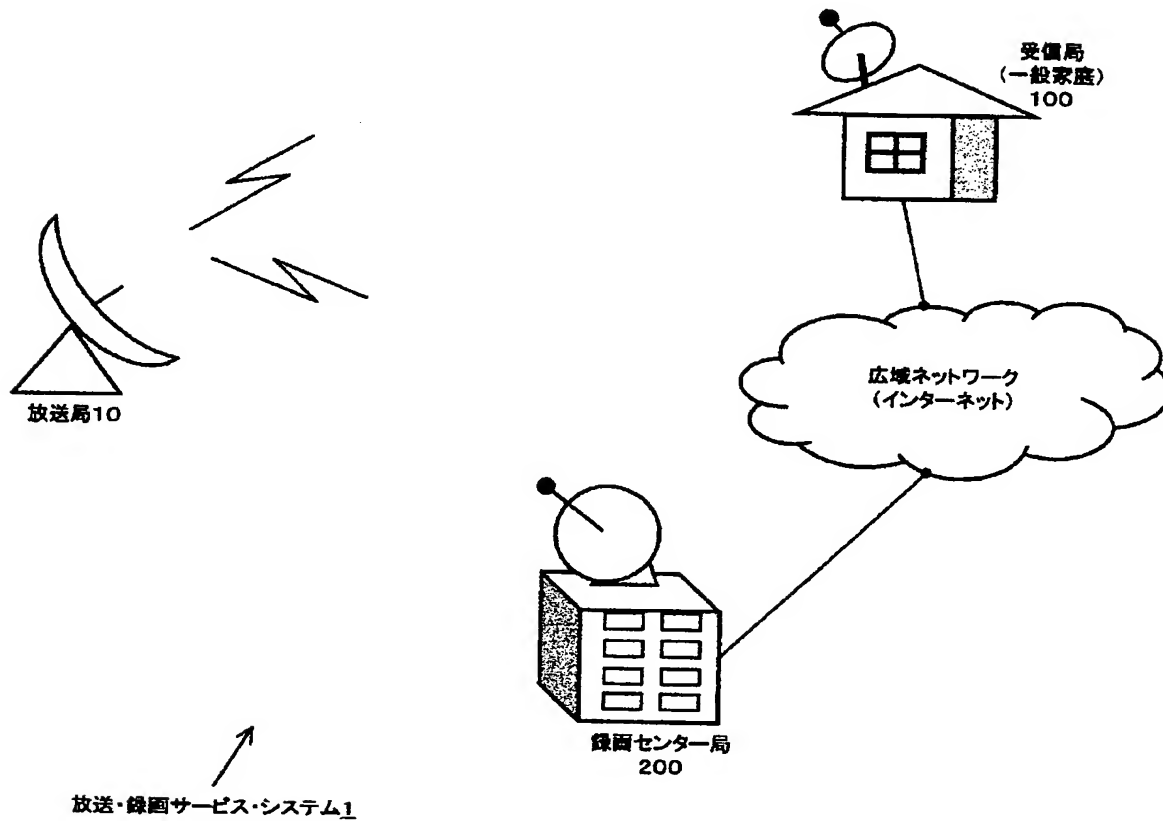 受信局
(一般家庭)
100
放送局10
広域ネットワーク
(インターネット)
録画センター局
200
放送・録画サービス・システム1